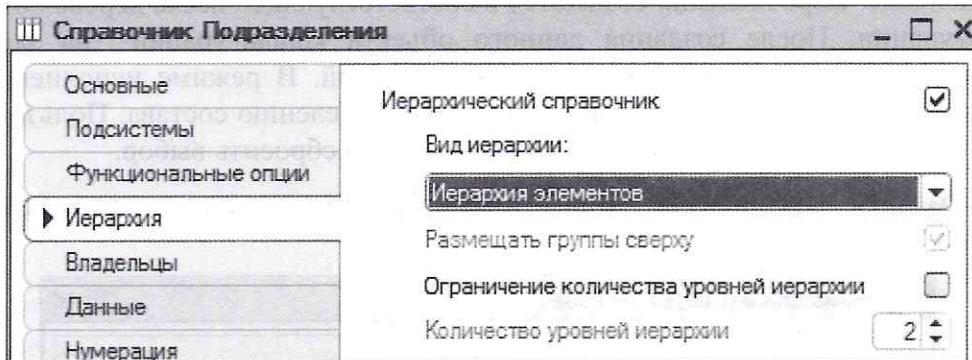 Справочник Подразделения
Основные
Подсистемы
Функциональные опции
Иерархия
Владельцы
Данные
Нумерация
Иерархический справочник
Вид иерархии:
Иерархия элементов
Размещать группы сверху
Ограничение количества уровней иерархии
Количество уровней иерархии
2